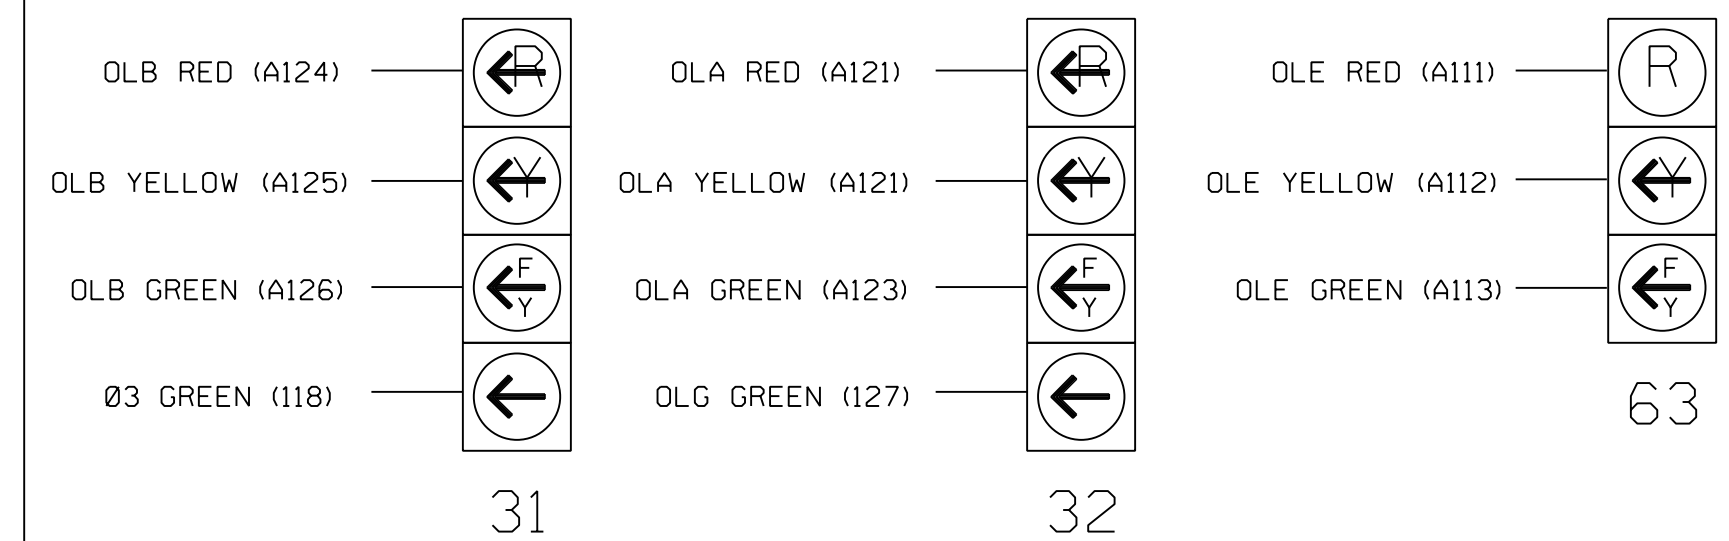 OLB RED (A124)
R
OLB YELLOW (A125)
Y
OLB GREEN (A126)
F
Y
Ø3 GREEN (118)
31
OLA RED (A121)
R
OLA YELLOW (A121)
Y
OLA GREEN (A123)
F
Y
OLG GREEN (127)
32
OLE RED (A111)
R
OLE YELLOW (A112)
Y
OLE GREEN (A113)
F
Y
63